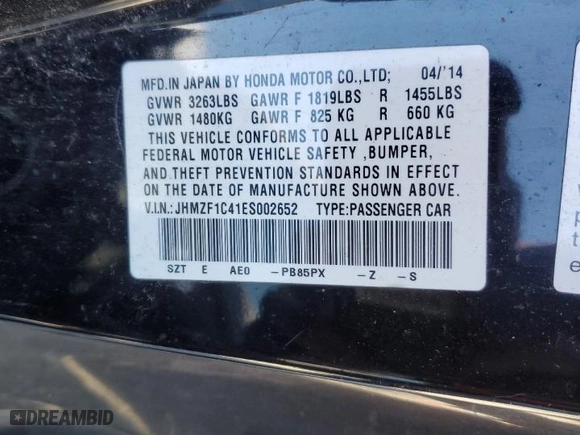 MFD.IN JAPAN BY HONDA MOTOR CO.,LTD; 04/'14
GVWR 3263LBS GAWR F 1819LBS R 1455LBS
GVWR 1480KG GAWR F 825 KG R 660 KG
THIS VEHICLE CONFORMS TO ALL APPLICABLE
FEDERAL MOTOR VEHICLE SAFETY ,BUMPER,
AND THEFT PREVENTION STANDARDS IN EFFECT
ON THE DATE OF MANUFACTURE SHOWN ABOVE.
V.I.N.: JHMZF1C41ES002652 TYPE:PASSENGER CAR
SZT E AE0 -PB85PX -Z -S
DREAMBID